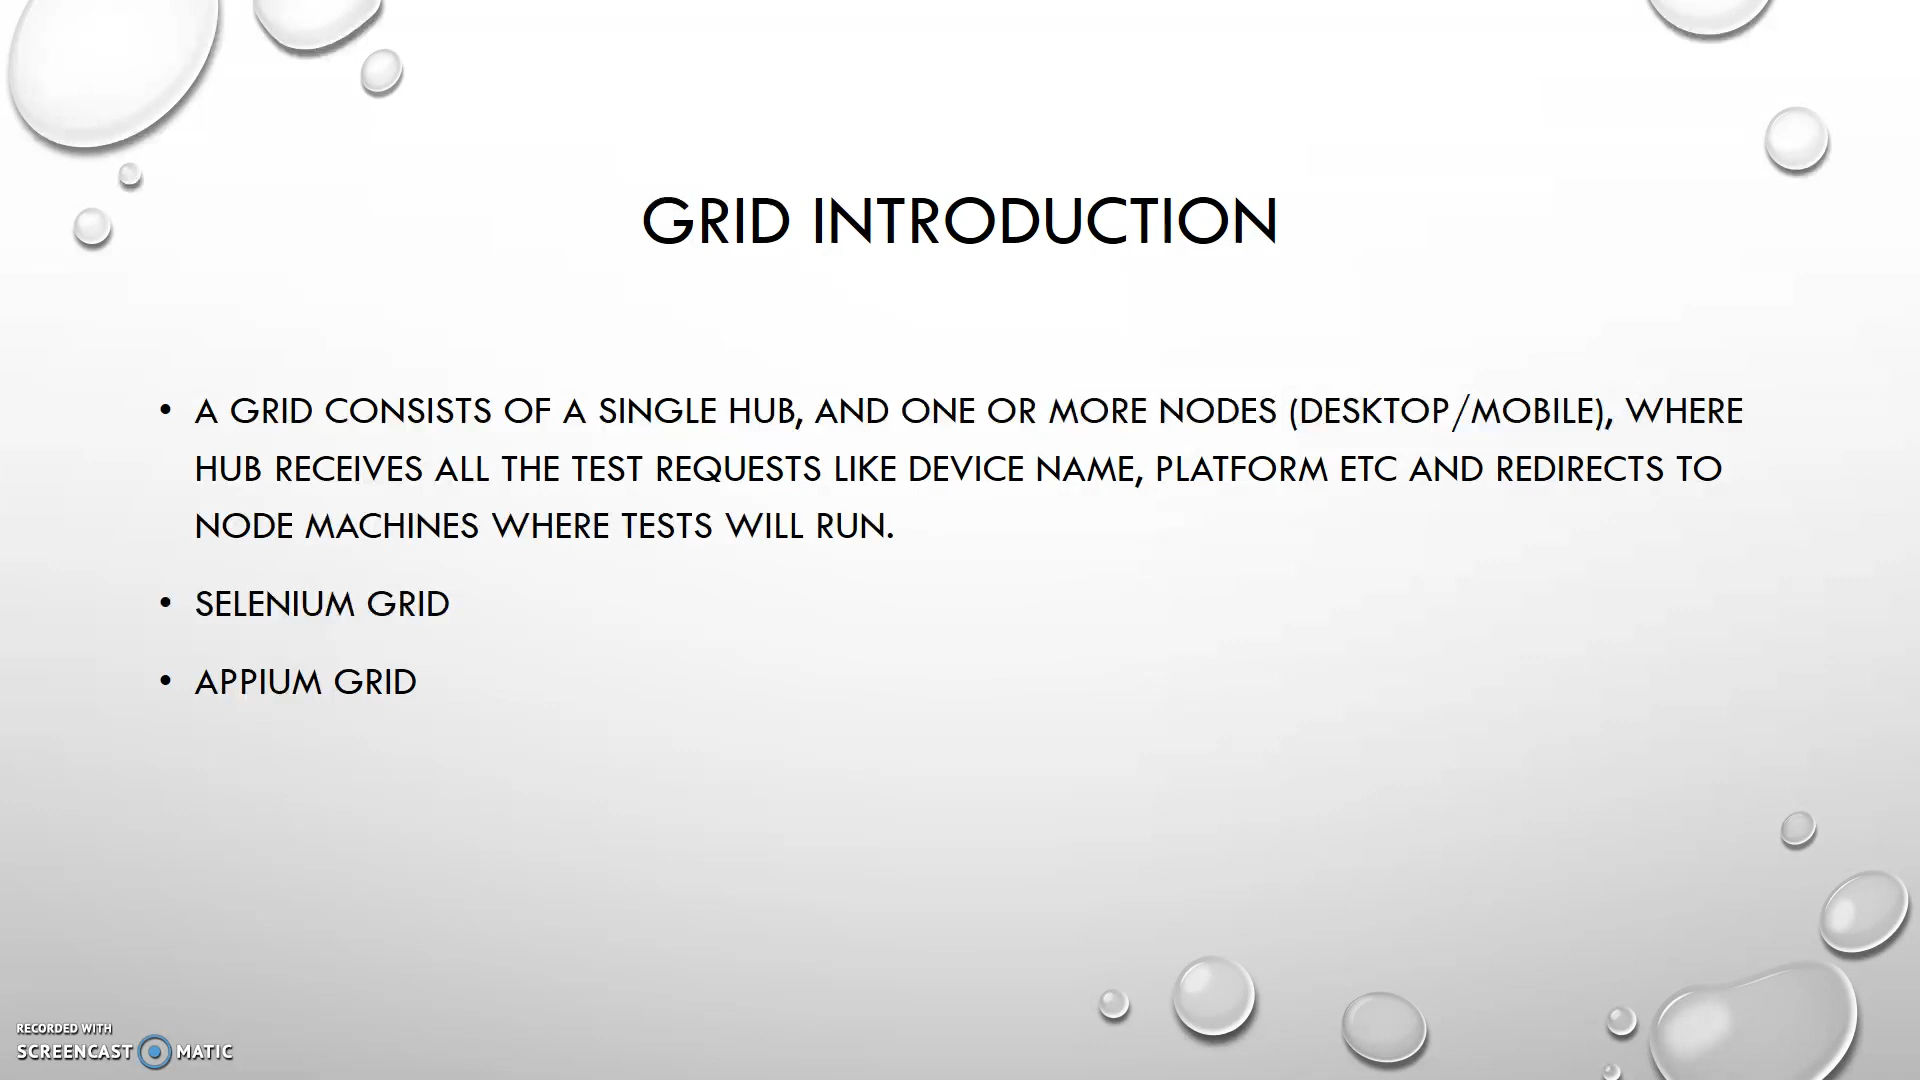 GRID INTRODUCTION
• A GRID CONSISTS OF A SINGLE HUB, AND ONE OR MORE NODES (DESKTOP/MOBILE), WHERE
HUB RECEIVES ALL THE TEST REQUESTS LIKE DEVICE NAME, PLATFORM ETC AND REDIRECTS TO
NODE MACHINES WHERE TESTS WILL RUN.
• SELENIUM GRID
• APPIUM GRID
RECORDED WITH
SCREENCAST MATIC